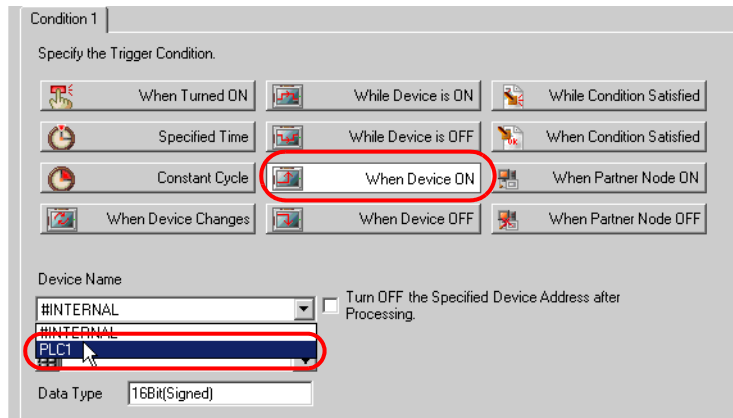 Condition 1
Specify the Trigger Condition.
When Turned ON
While Device is ON
While Condition Satisfied
Specified Time
While Device is OFF
When Condition Satisfied
Constant Cycle
When Device ON
When Partner Node ON
When Device Changes
When Device OFF
When Partner Node OFF
Device Name
#INTERNAL
Turn OFF the Specified Device Address after
Processing.
#INTERNAL
PLC1
Data Type 16Bit(Signed)